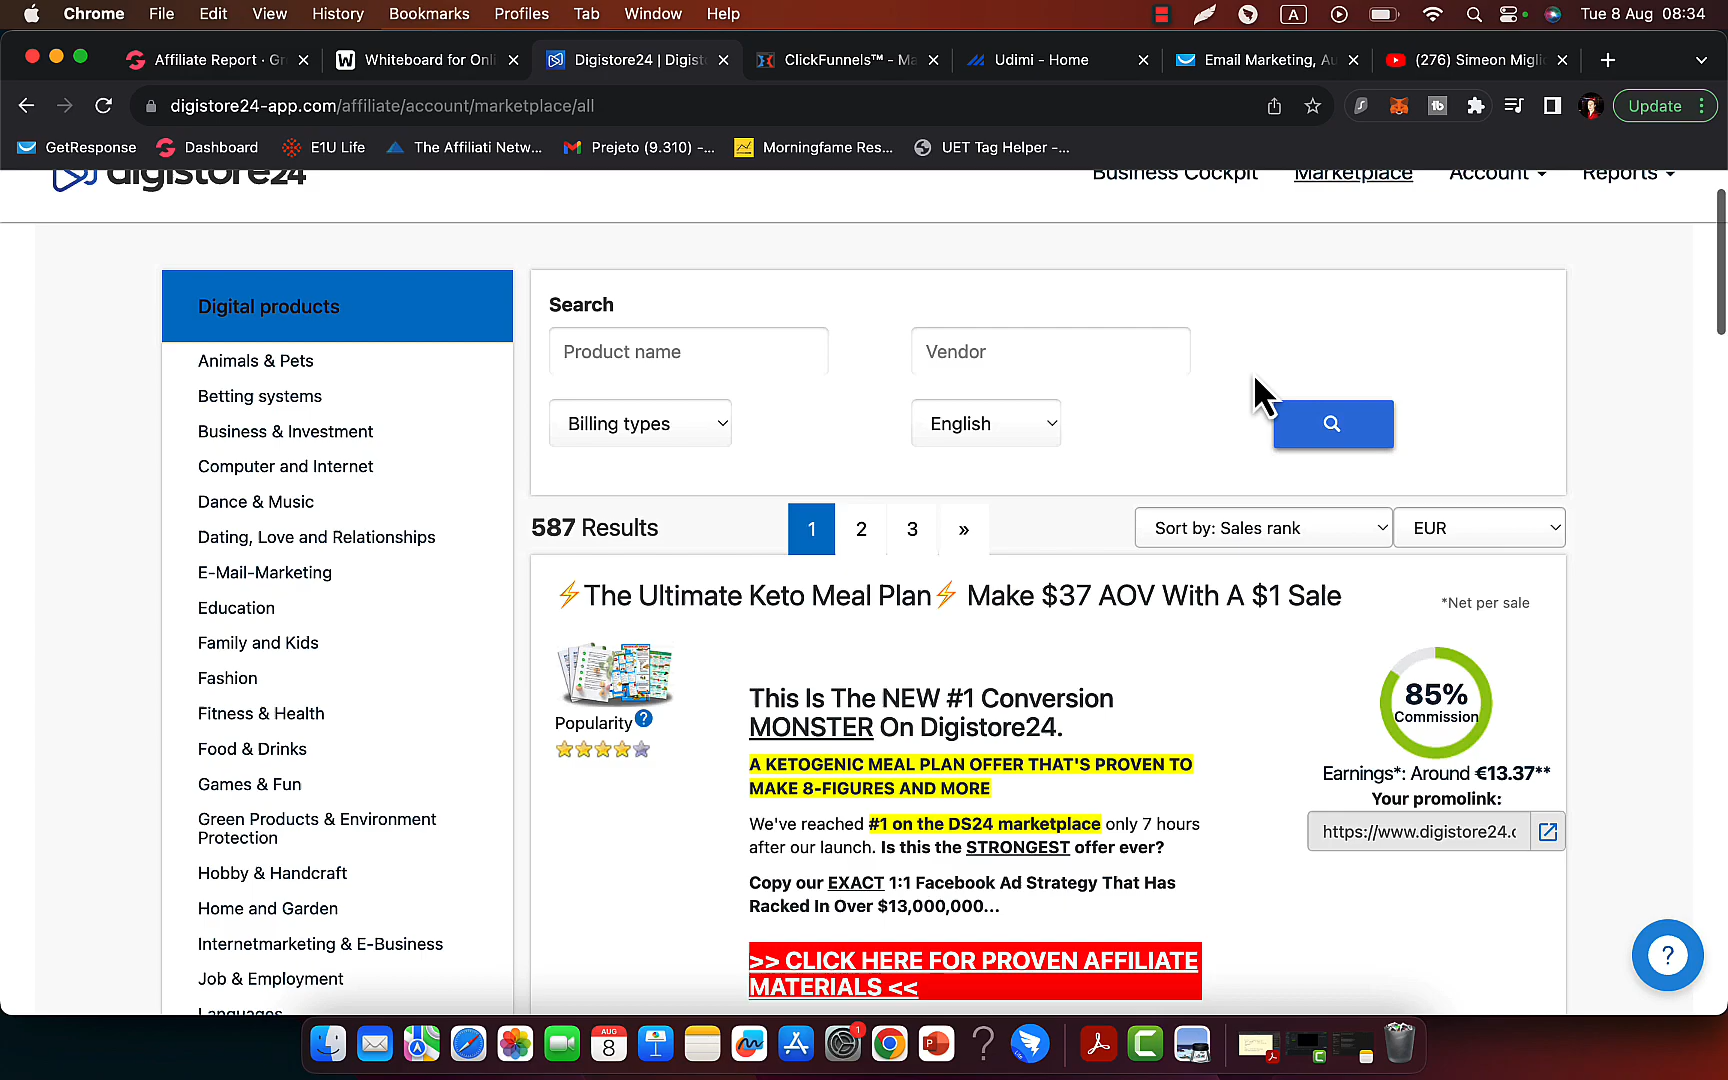 Chrome File Edit View History Bookmarks Profiles Tab Window Help A Tue 8 Aug 08:34
Affiliate Report · Gr Whiteboard for Onli Digistore24 | Digist ClickFunnels™ - Ma Udimi - Home Email Marketing, Au (276) Simeon Migli
digistore24-app.com/affiliate/account/marketplace/all tb Update
GetResponse Dashboard E1U Life The Affiliati Netw... Prejeto (9.310) -... Morningfame Res... UET Tag Helper -...
digistore24 Business Cockpit Marketplace Account Reports
Digital products
Animals & Pets
Betting systems
Business & Investment
Computer and Internet
Dance & Music
Dating, Love and Relationships
E-Mail-Marketing
Education
Family and Kids
Fashion
Fitness & Health
Food & Drinks
Games & Fun
Green Products & Environment
Protection
Hobby & Handcraft
Home and Garden
Internetmarketing & E-Business
Job & Employment
Languages
Search
Product name Vendor
Billing types English
587 Results 1 2 3 » Sort by: Sales rank EUR
⚡The Ultimate Keto Meal Plan⚡ Make $37 AOV With A $1 Sale
*Net per sale
Popularity ?
This Is The NEW #1 Conversion
MONSTER On Digistore24.
A KETOGENIC MEAL PLAN OFFER THAT'S PROVEN TO
MAKE 8-FIGURES AND MORE
We've reached #1 on the DS24 marketplace only 7 hours
after our launch. Is this the STRONGEST offer ever?
Copy our EXACT 1:1 Facebook Ad Strategy That Has
Racked In Over $13,000,000...
>> CLICK HERE FOR PROVEN AFFILIATE
MATERIALS <<
85%
Commission
Earnings*: Around €13.37**
Your promolink:
https://www.digistore24.c
?
AUG
8
1